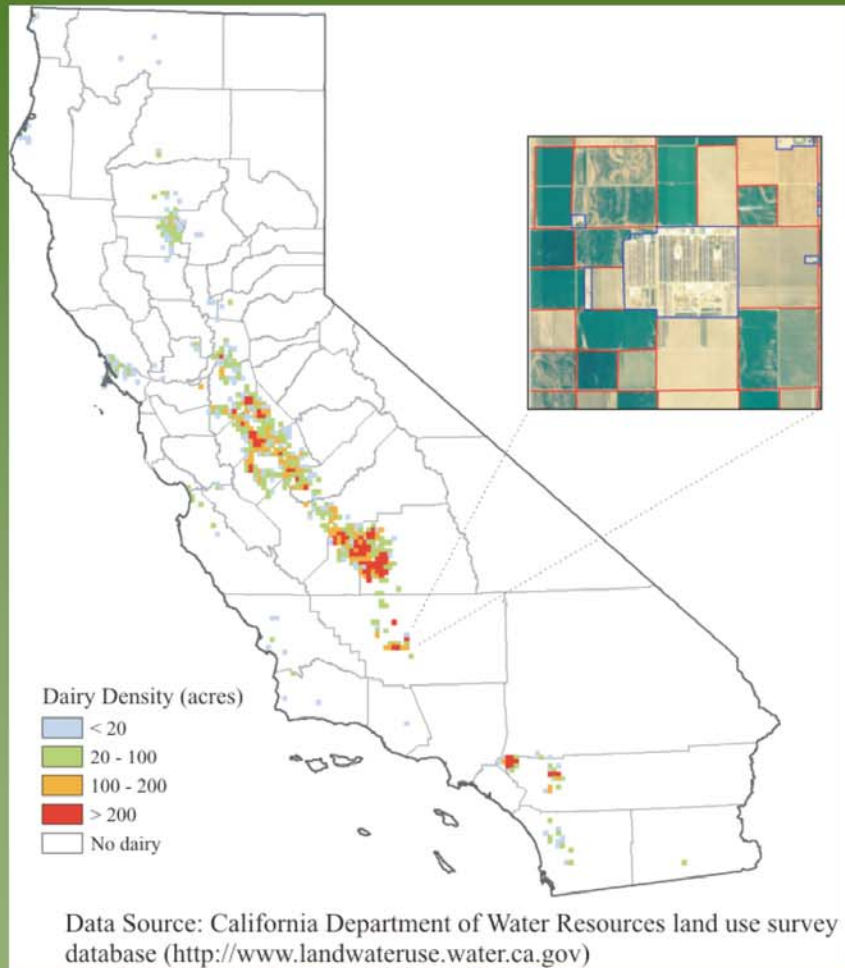 Dairy Density (acres)
< 20
20 - 100
100 - 200
> 200
No dairy
Data Source: California Department of Water Resources land use survey
database (http://www.landwateruse.water.ca.gov)